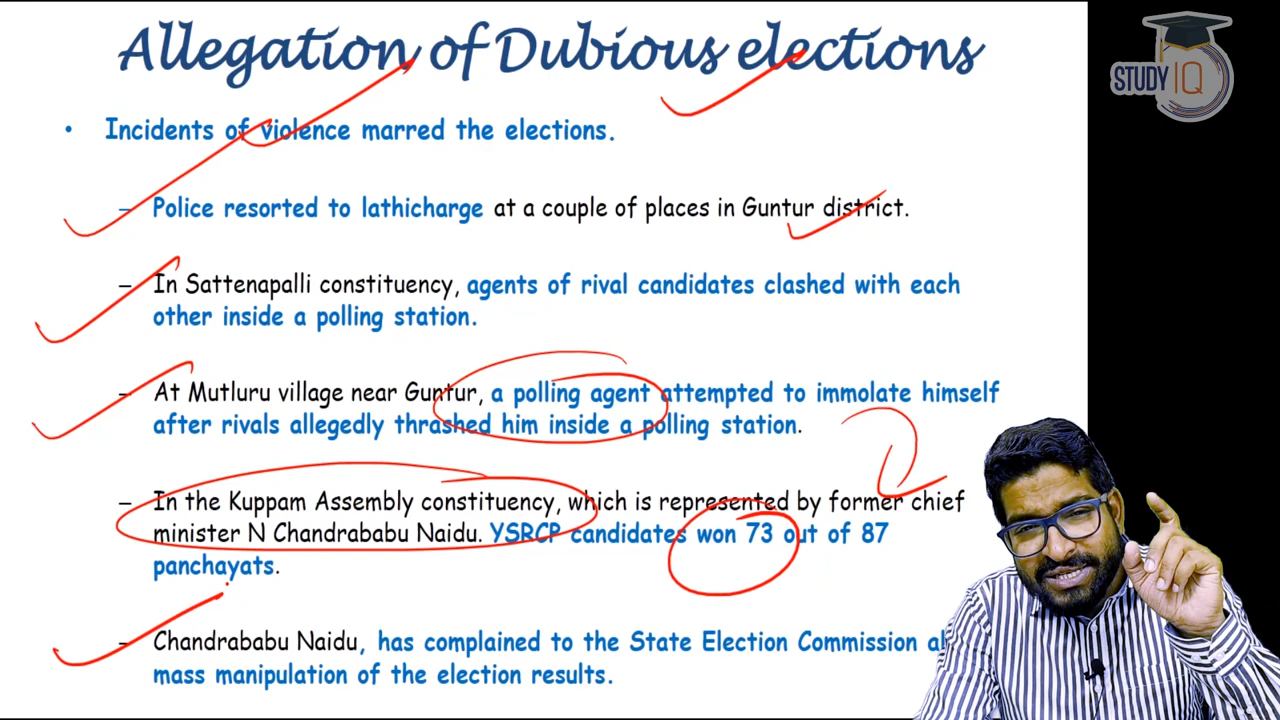 Allegation of Dubious elections
STUDY IQ
• Incidents of violence marred the elections.
– Police resorted to lathicharge at a couple of places in Guntur district.
– In Sattenapalli constituency, agents of rival candidates clashed with each
other inside a polling station.
– At Mutluru village near Guntur, a polling agent attempted to immolate himself
after rivals allegedly thrashed him inside a polling station.
– In the Kuppam Assembly constituency, which is represented by former chief
minister N Chandrababu Naidu. YSRCP candidates won 73 out of 87
panchayats.
– Chandrababu Naidu, has complained to the State Election Commission
mass manipulation of the election results.